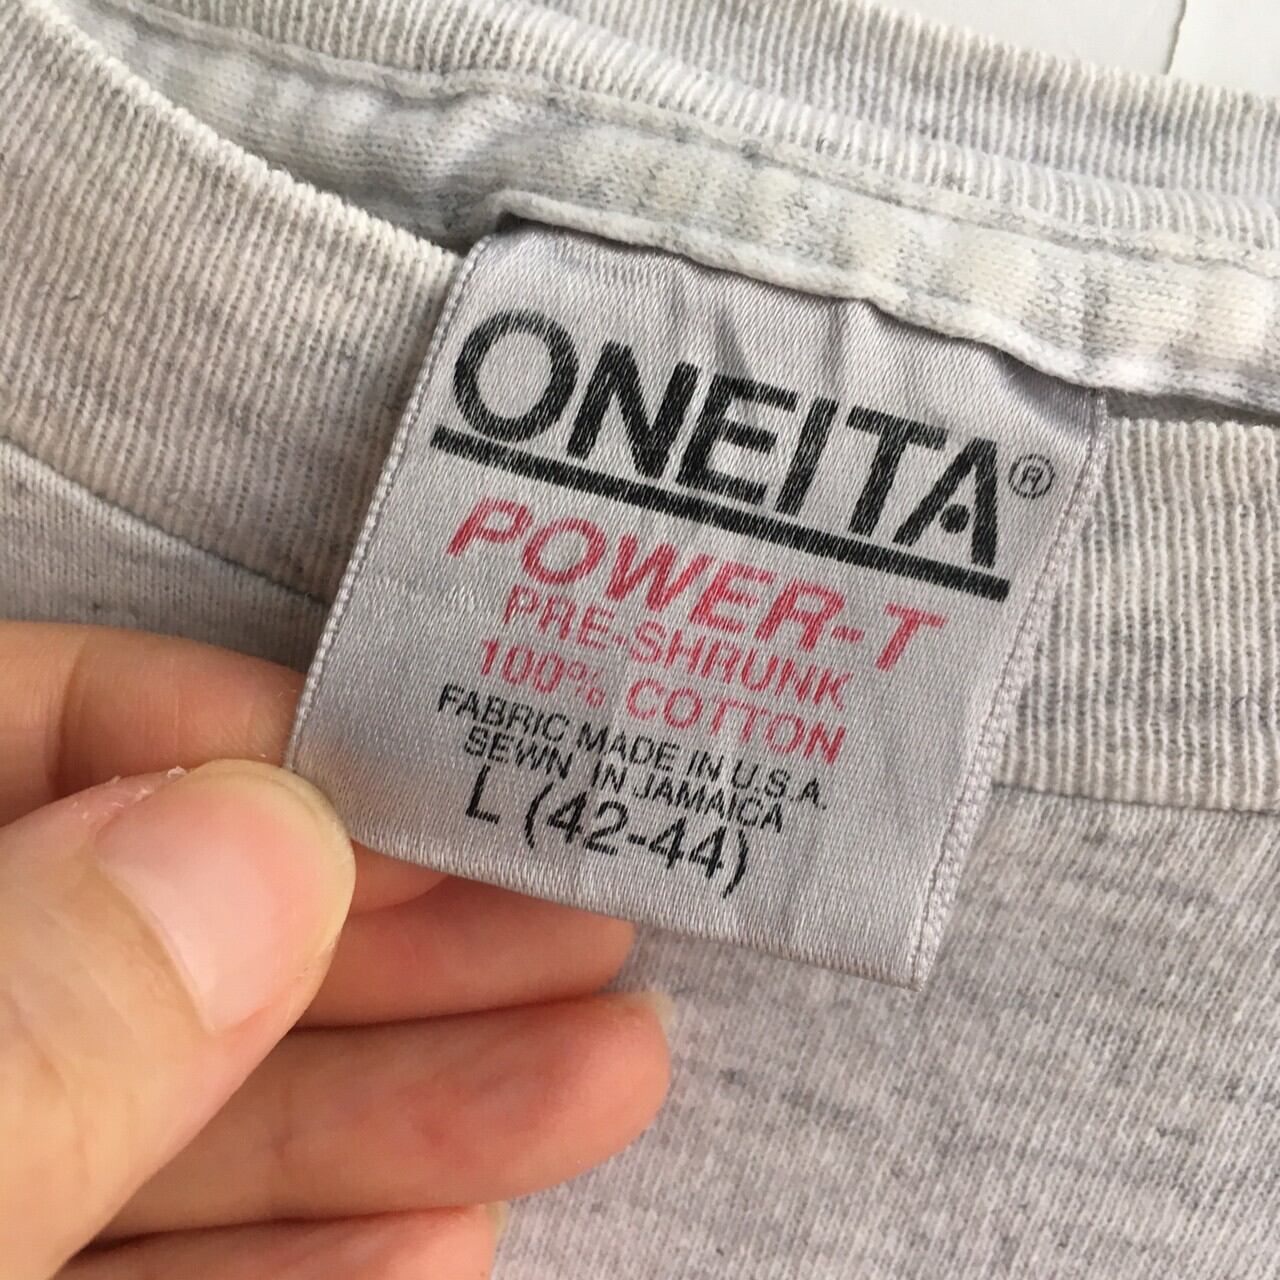 ONEITA®
POWER-T
PRE-SHRUNK
100% COTTON
FABRIC MADE IN U.S.A.
SEWN IN JAMAICA
L (42-44)